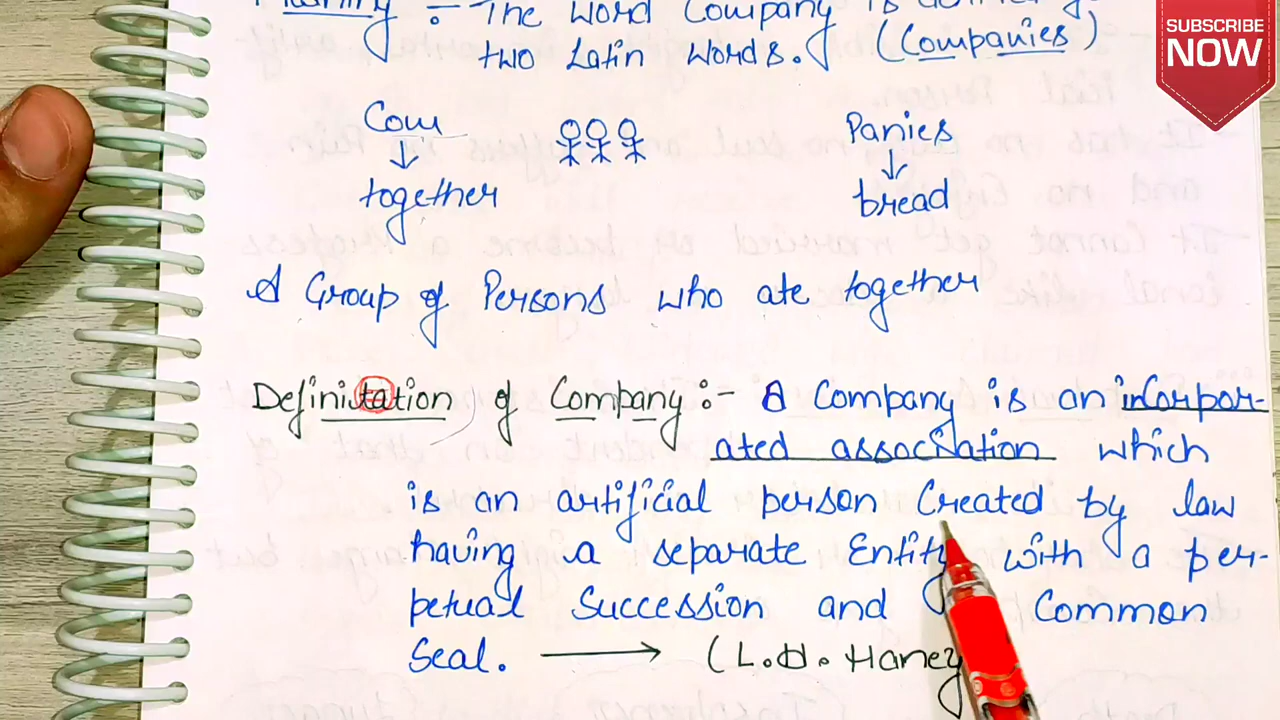 : - The word Company is
two Latin words. (Companies)
SUBSCRIBE
NOW
Com Panies
together bread
A Group of Persons who ate together
Definitation of Company :- A Company is an incorpor-
ated association which
is an artificial person Created by law
having a separate Entity with a per-
petual Succession and Common
Seal. → (L.H. Haney